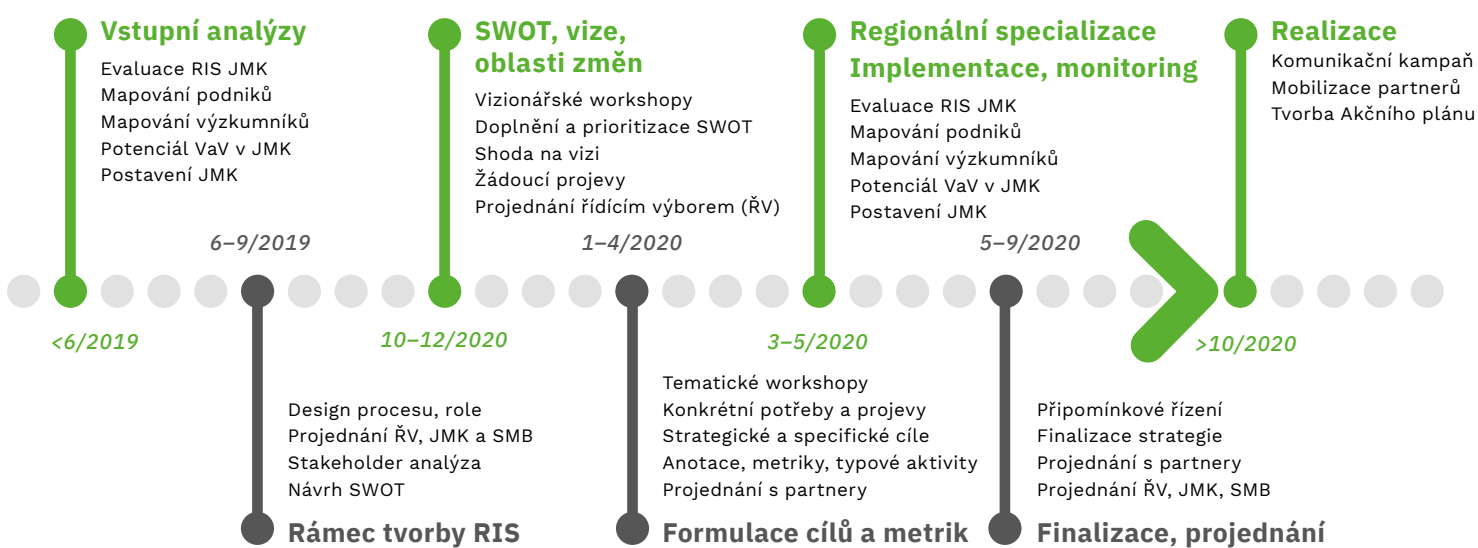 Vstupní analýzy
Evaluace RIS JMK
Mapování podniků
Mapování výzkumníků
Potenciál VaV v JMK
Postavení JMK
<6/2019
6–9/2019
Design procesu, role
Projednání ŘV, JMK a SMB
Stakeholder analýza
Návrh SWOT
Rámec tvorby RIS
SWOT, vize,
oblasti změn
Vizionářské workshopy
Doplnění a prioritizace SWOT
Shoda na vizi
Žádoucí projevy
Projednání řídícím výborem (ŘV)
10–12/2020
1–4/2020
Tematické workshopy
Konkrétní potřeby a projevy
Strategické a specifické cíle
Anotace, metriky, typové aktivity
Projednání s partnery
Formulace cílů a metrik
Regionální specializace
Implementace, monitoring
Evaluace RIS JMK
Mapování podniků
Mapování výzkumníků
Potenciál VaV v JMK
Postavení JMK
3–5/2020
5–9/2020
Připomínkové řízení
Finalizace strategie
Projednání s partnery
Projednání ŘV, JMK, SMB
Finalizace, projednání
Realizace
Komunikační kampaň
Mobilizace partnerů
Tvorba Akčního plánu
>10/2020